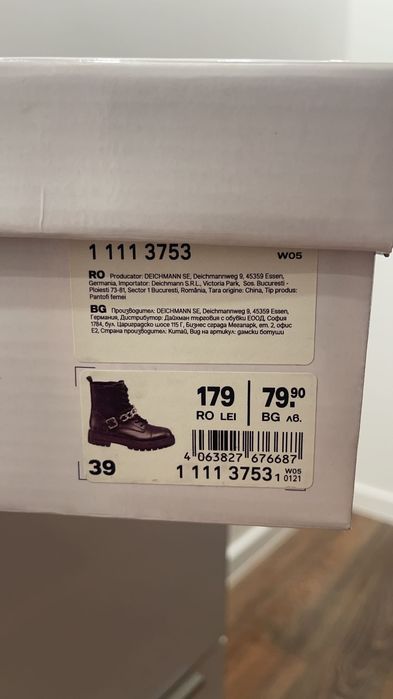 1 111 3753
W05
RO Producator: DEICHMANN SE, Deichmannweg 9, 45359 Essen,
Germania, Importator: Deichmann S.R.L., Victoria Park, Sos. Bucuresti -
Ploiesti 73-81, Sector 1 Bucuresti, România, Tara origine: China, Tip produs:
Pantofi femei
BG Производител: DEICHMANN SE, Deichmannweg 9, 45359 Essen,
Германия, Дистрибутор: Дайхман търговия с обувки ЕООД, София
1784, бул. Цариградско шосе 115 Г, Бизнес сграда Мегапарк, ет. 2, офис
E2, Страна производител: Китай, Вид на артикул: дамски ботуши
179 79.90
RO LEI BG лв.
4 063827 676687
39
1 111 3753 1 W05
0121